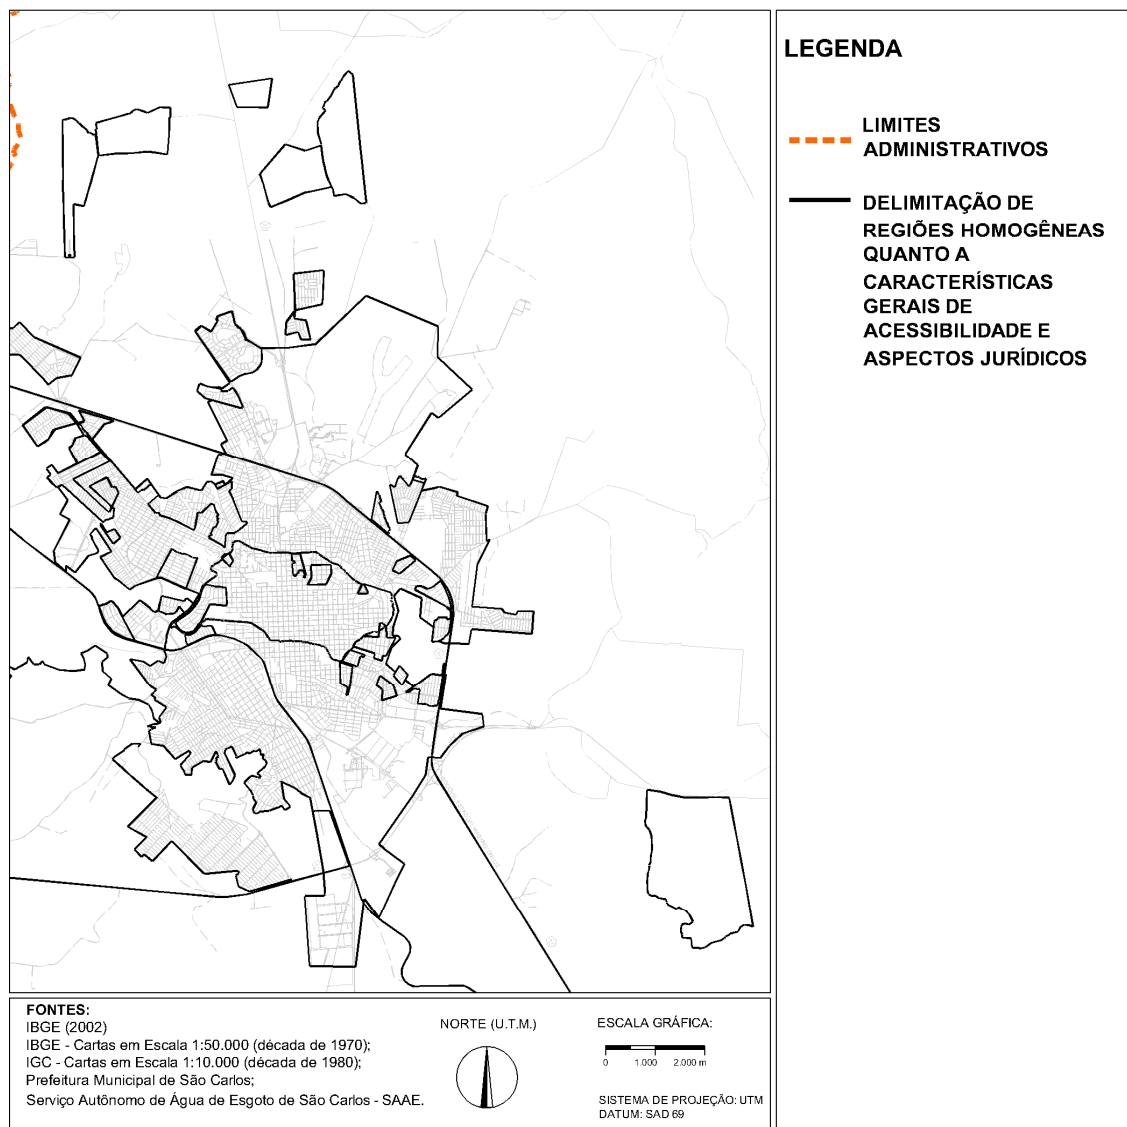 LEGENDA
LIMITES
ADMINISTRATIVOS
DELIMITAÇÃO DE
REGIÕES HOMOGÊNEAS
QUANTO A
CARACTERÍSTICAS
GERAIS DE
ACESSIBILIDADE E
ASPECTOS JURÍDICOS
FONTES:
IBGE (2002)
IBGE - Cartas em Escala 1:50.000 (década de 1970);
IGC - Cartas em Escala 1:10.000 (década de 1980);
Prefeitura Municipal de São Carlos;
Serviço Autônomo de Água de Esgoto de São Carlos - SAAE.
NORTE (U.T.M.)
ESCALA GRÁFICA:
0 1.000 2.000 m
SISTEMA DE PROJEÇÃO: UTM
DATUM: SAD 69